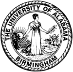 THE UNIVERSITY OF ALABAMA
BIRMINGHAM